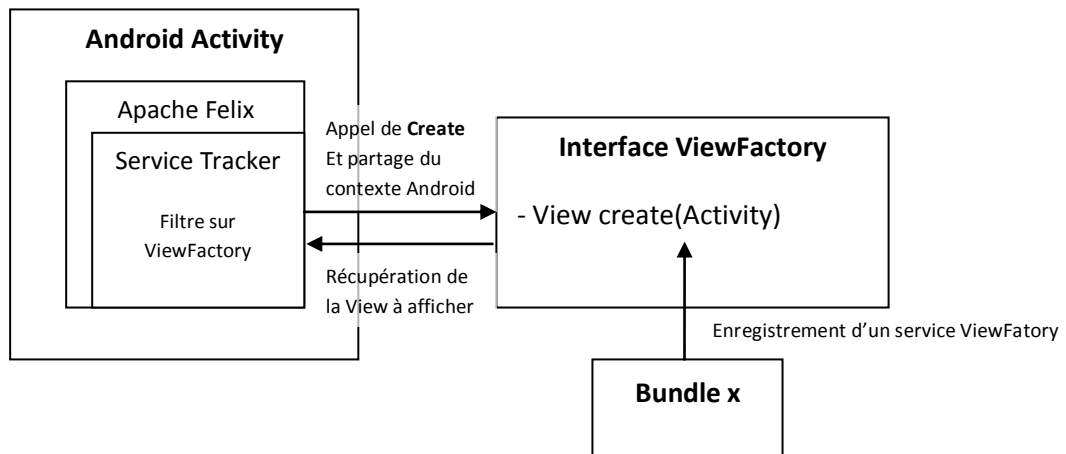 Android Activity
Apache Felix
Service Tracker
Filtre sur
ViewFactory
Appel de Create
Et partage du
contexte Android
Récupération de
la View à afficher
Interface ViewFactory
- View create(Activity)
Enregistrement d’un service ViewFatory
Bundle x